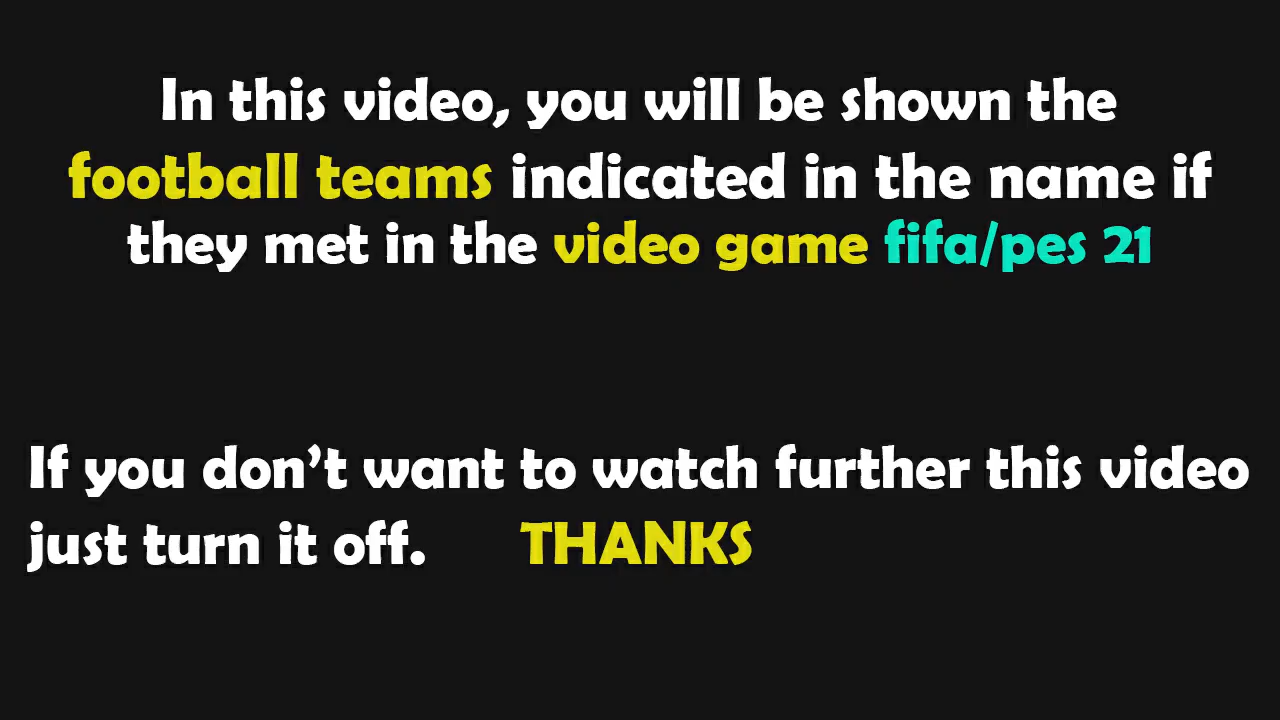 In this video, you will be shown the
football teams indicated in the name if
they met in the video game fifa/pes 21
If you don’t want to watch further this video
just turn it off. THANKS